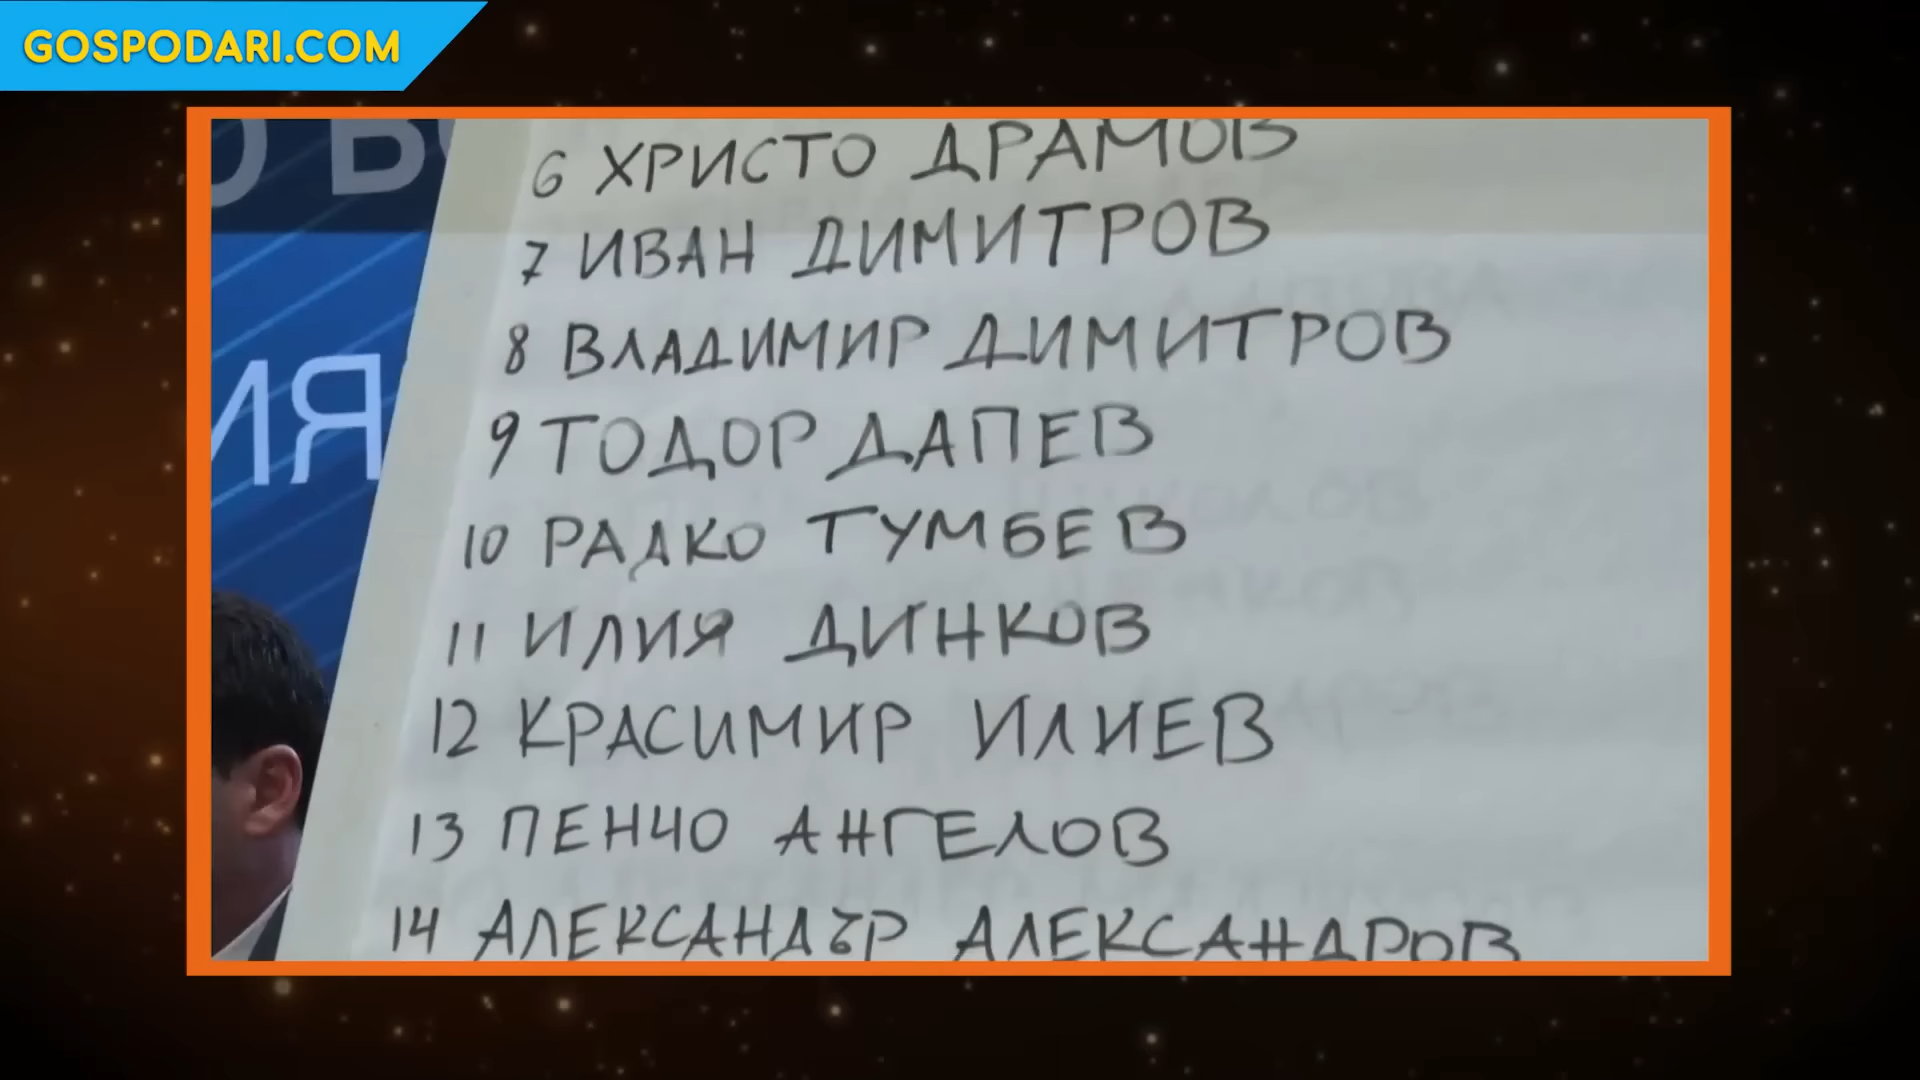 GOSPODARI.COM
О В
ИЯ
6 ХРИСТО ДРАМОВ
7 ИВАН ДИМИТРОВ
8 ВЛАДИМИР ДИМИТРОВ
9 ТОДОР ДАПЕВ
10 РАДКО ТУМБЕВ
11 ИЛИЯ ДИНКОВ
12 КРАСИМИР ИЛИЕВ
13 ПЕНЧО АНГЕЛОВ
14 АЛЕКСАНДЪР АЛЕКСАНДРОВ